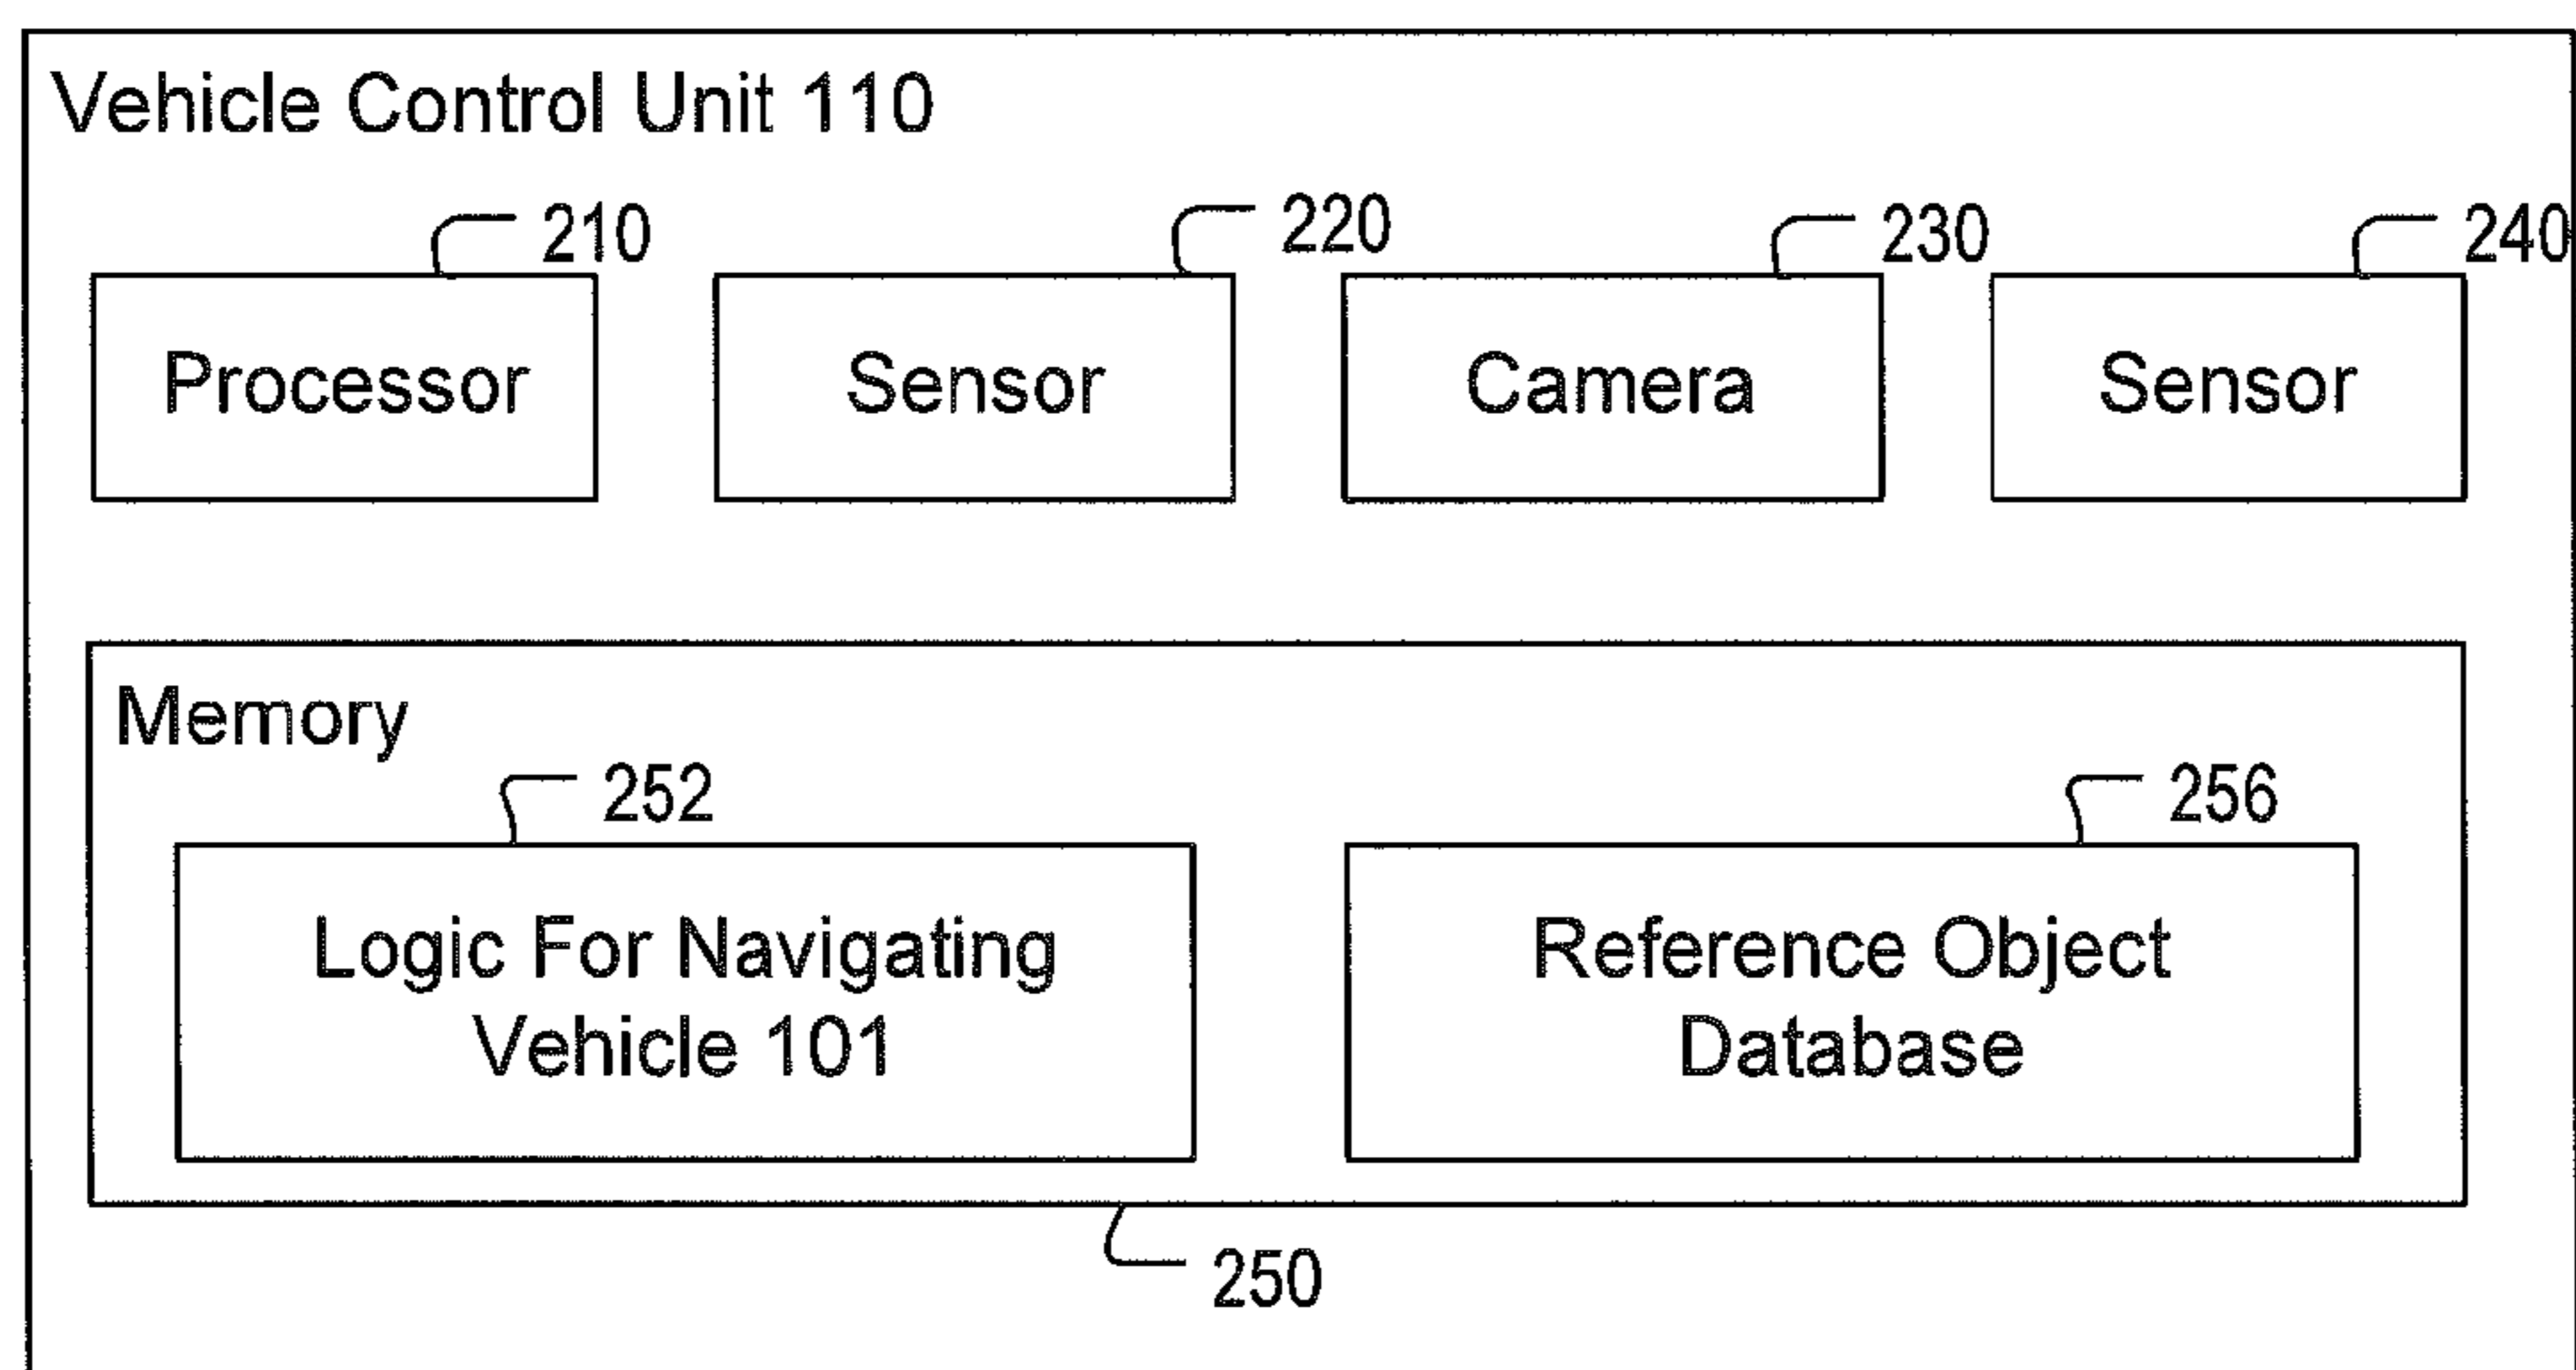 Vehicle Control Unit 110
210
220
230
240
Processor
Sensor
Camera
Sensor
Memory
252
256
Logic For Navigating
Vehicle 101
Reference Object
Database
250